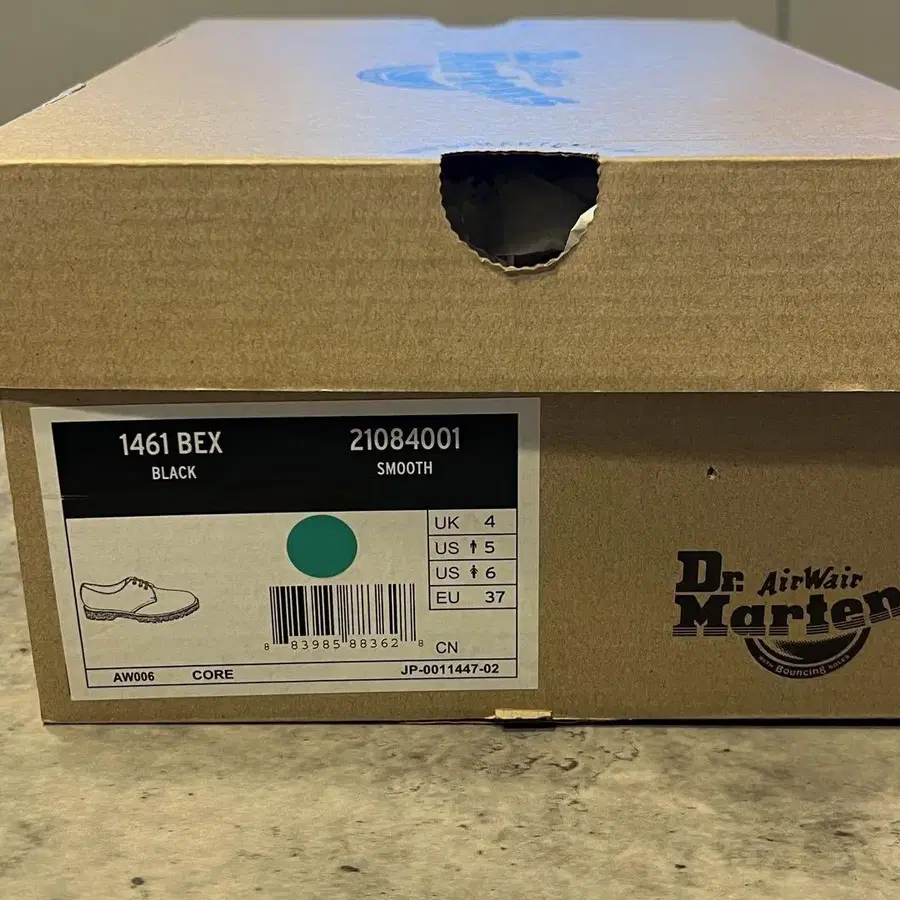 1461 BEX
BLACK
21084001
SMOOTH
UK 4
US 5
US 6
EU 37
8 83985 88362 8
CN
AW006 CORE JP-0011447-02
Dr. AirWair
Marten
WITH Bouncing SOLES